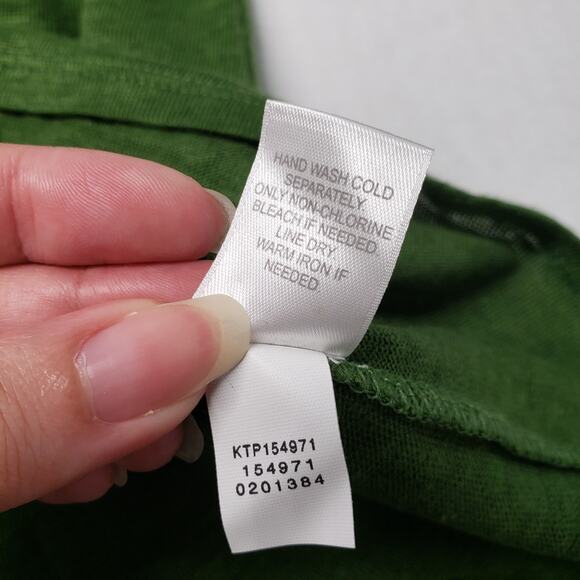 HAND WASH COLD
SEPARATELY
ONLY NON-CHLORINE
BLEACH IF NEEDED
LINE DRY
WARM IRON IF
NEEDED
KTP154971
154971
0201384